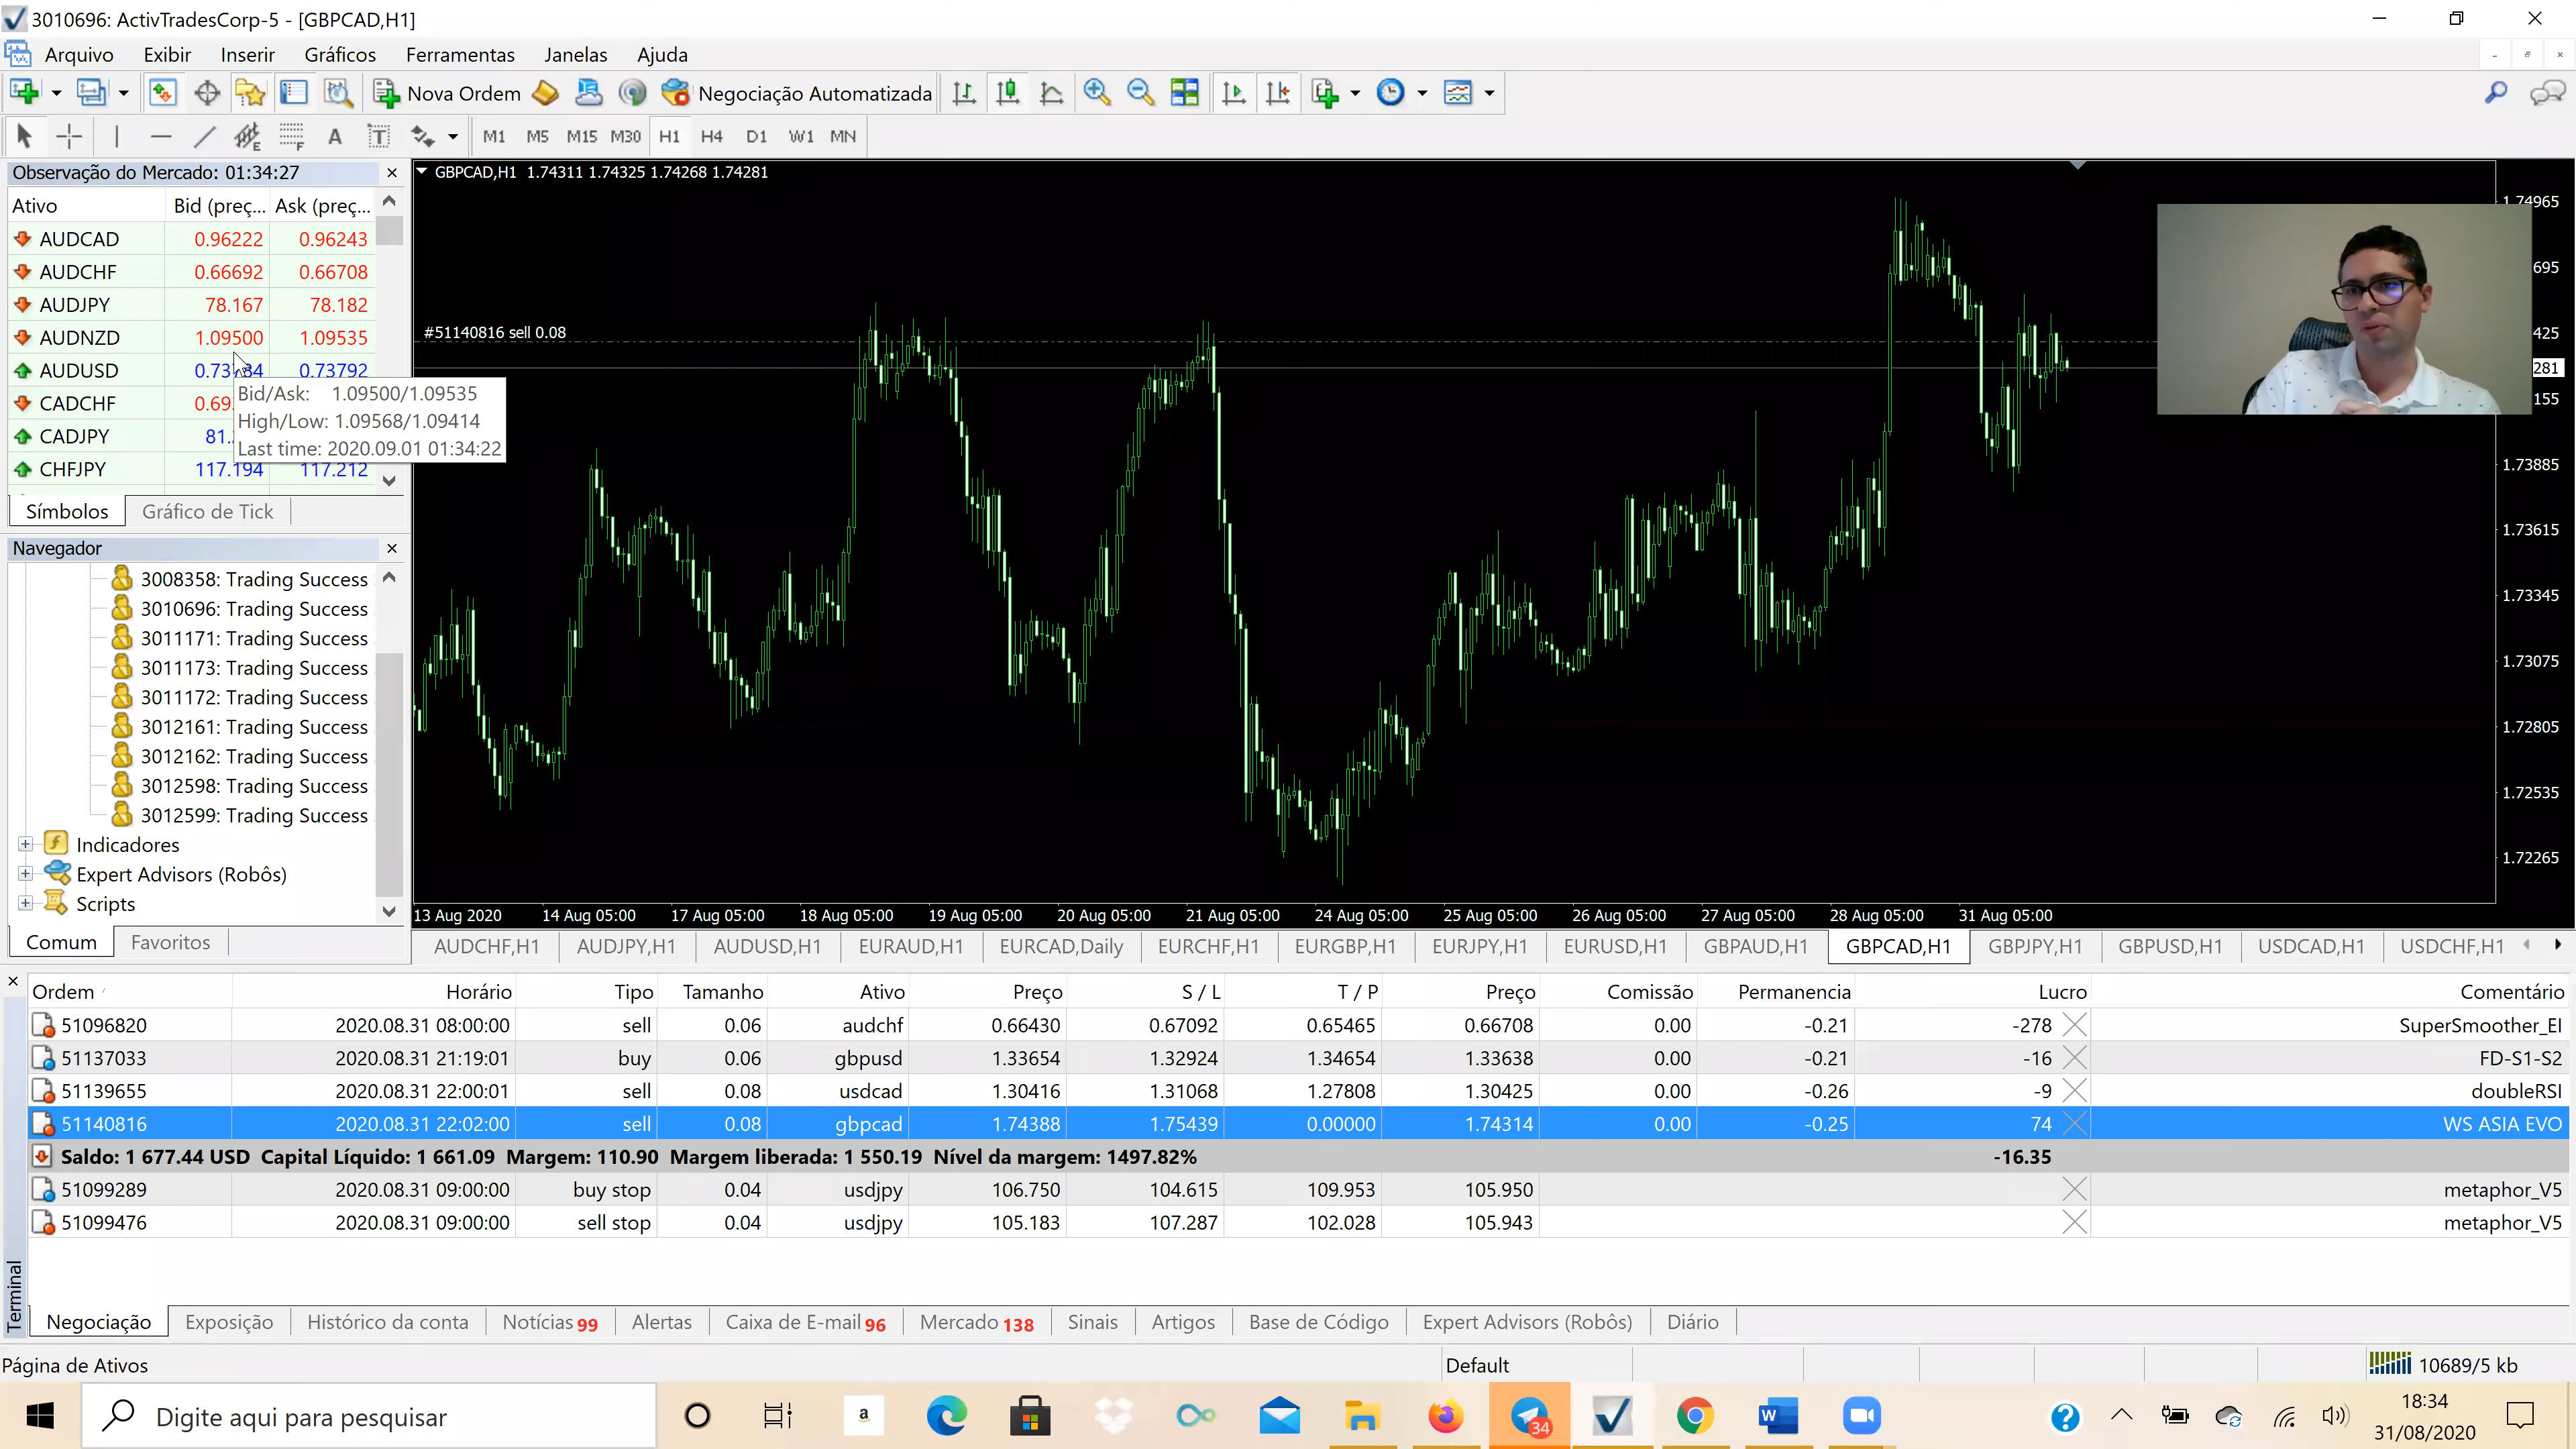 3010696: ActivTradesCorp-5 - [GBPCAD,H1]
Arquivo Exibir Inserir Gráficos Ferramentas Janelas Ajuda
Nova Ordem Negociação Automatizada
M1 M5 M15 M30 H1 H4 D1 W1 MN
Observação do Mercado: 01:34:27
Ativo Bid (preç... Ask (preç...
AUDCAD 0.96222 0.96243
AUDCHF 0.66692 0.66708
AUDJPY 78.167 78.182
AUDNZD 1.09500 1.09535
AUDUSD 0.73792
CADCHF
CADJPY
CHFJPY 117.194 117.212
Bid/Ask: 1.09500/1.09535
High/Low: 1.09568/1.09414
Last time: 2020.09.01 01:34:22
Símbolos Gráfico de Tick
Navegador
3008358: Trading Success
3010696: Trading Success
3011171: Trading Success
3011173: Trading Success
3011172: Trading Success
3012161: Trading Success
3012162: Trading Success
3012598: Trading Success
3012599: Trading Success
Indicadores
Expert Advisors (Robôs)
Scripts
Comum Favoritos
GBPCAD,H1 1.74311 1.74325 1.74268 1.74281
#51140816 sell 0.08
1.74965
695
425
281
155
1.73885
1.73615
1.73345
1.73075
1.72805
1.72535
1.72265
13 Aug 2020 14 Aug 05:00 17 Aug 05:00 18 Aug 05:00 19 Aug 05:00 20 Aug 05:00 21 Aug 05:00 24 Aug 05:00 25 Aug 05:00 26 Aug 05:00 27 Aug 05:00 28 Aug 05:00 31 Aug 05:00
AUDCHF,H1 AUDJPY,H1 AUDUSD,H1 EURAUD,H1 EURCAD,Daily EURCHF,H1 EURGBP,H1 EURJPY,H1 EURUSD,H1 GBPAUD,H1 GBPCAD,H1 GBPJPY,H1 GBPUSD,H1 USDCAD,H1 USDCHF,H1
Ordem Horário Tipo Tamanho Ativo Preço S / L T / P Preço Comissão Permanencia Lucro Comentário
51096820 2020.08.31 08:00:00 sell 0.06 audchf 0.66430 0.67092 0.65465 0.66708 0.00 -0.21 -278 SuperSmoother_EI
51137033 2020.08.31 21:19:01 buy 0.06 gbpusd 1.33654 1.32924 1.34654 1.33638 0.00 -0.21 -16 FD-S1-S2
51139655 2020.08.31 22:00:01 sell 0.08 usdcad 1.30416 1.31068 1.27808 1.30425 0.00 -0.26 -9 doubleRSI
51140816 2020.08.31 22:02:00 sell 0.08 gbpcad 1.74388 1.75439 0.00000 1.74314 0.00 -0.25 74 WS ASIA EVO
Saldo: 1 677.44 USD Capital Líquido: 1 661.09 Margem: 110.90 Margem liberada: 1 550.19 Nível da margem: 1497.82% -16.35
51099289 2020.08.31 09:00:00 buy stop 0.04 usdjpy 106.750 104.615 109.953 105.950 metaphor_V5
51099476 2020.08.31 09:00:00 sell stop 0.04 usdjpy 105.183 107.287 102.028 105.943 metaphor_V5
Terminal
Negociação Exposição Histórico da conta Notícias 99 Alertas Caixa de E-mail 96 Mercado 138 Sinais Artigos Base de Código Expert Advisors (Robôs) Diário
Página de Ativos Default 10689/5 kb
Digite aqui para pesquisar
34
18:34
31/08/2020